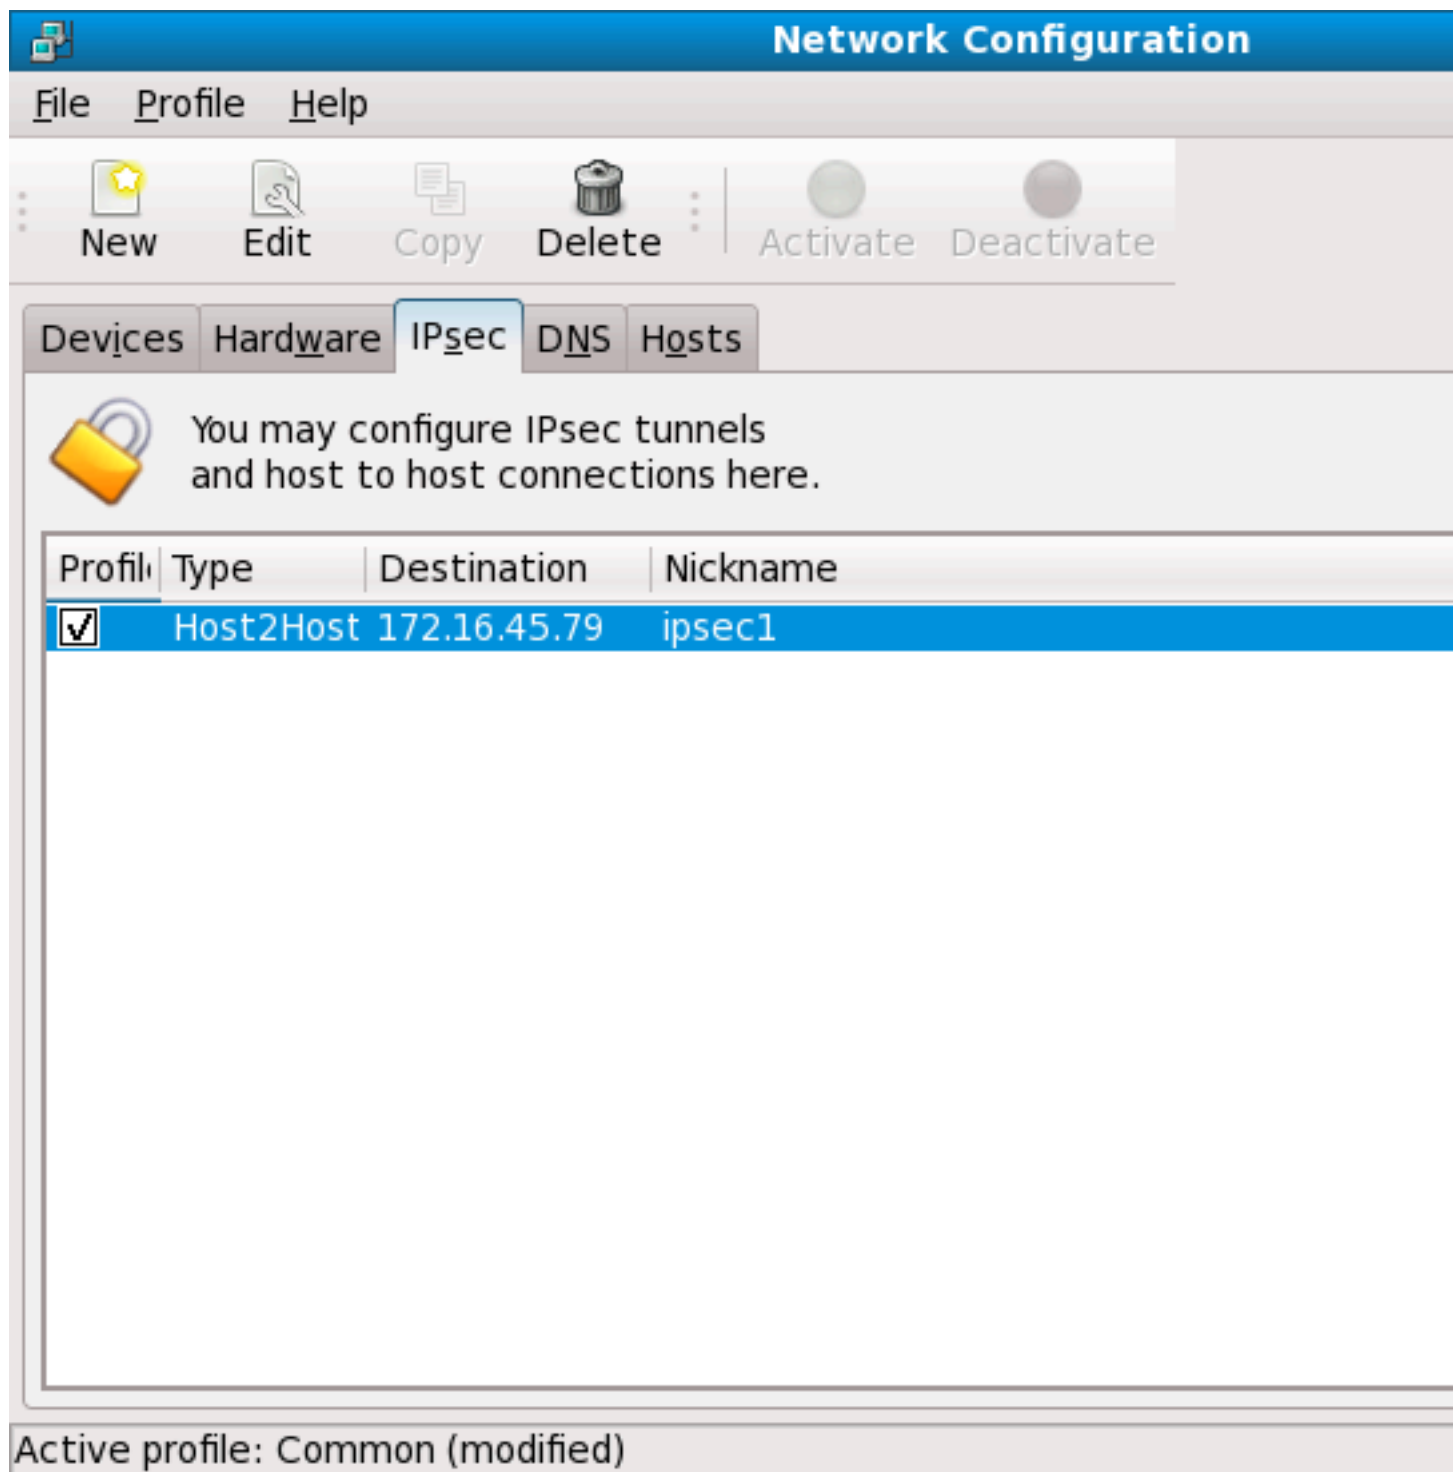 Network Configuration
File Profile Help
New Edit Copy Delete Activate Deactivate
Devices Hardware IPsec DNS Hosts
You may configure IPsec tunnels
and host to host connections here.
Type Destination Nickname
Host2Host 172.16.45.79 ipsec1
Active profile: Common (modified)